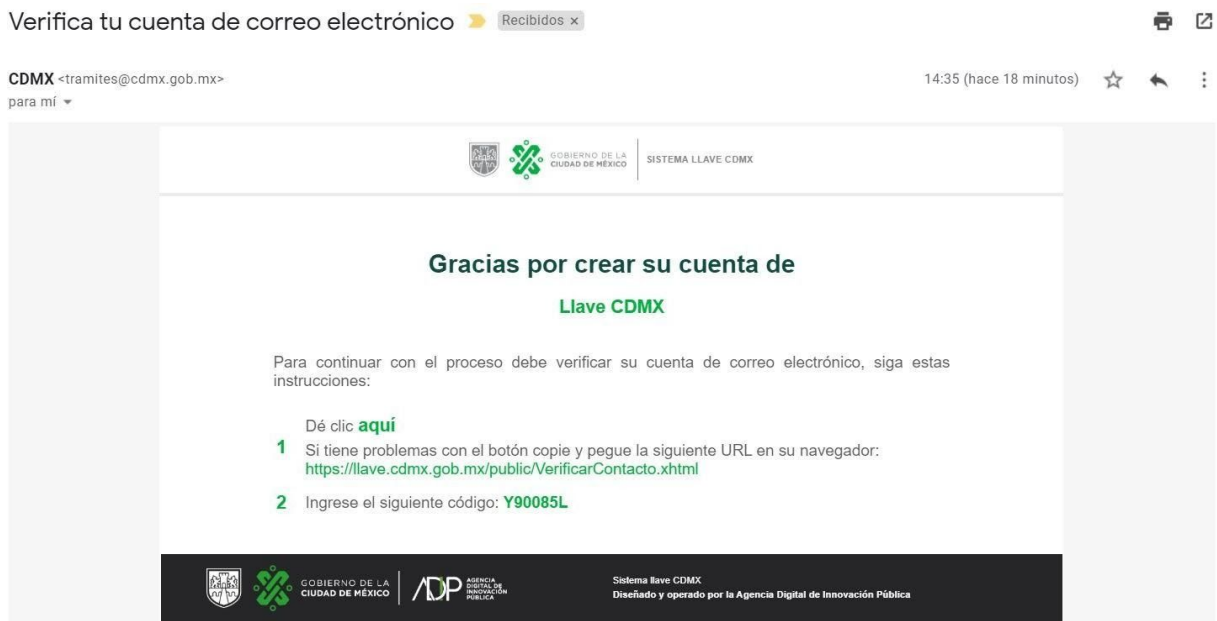 Verifica tu cuenta de correo electrónico Recibidos x
CDMX <tramites@cdmx.gob.mx> 14:35 (hace 18 minutos)
para mí
GOBIERNO DE LA
CIUDAD DE MÉXICO
SISTEMA LLAVE CDMX
Gracias por crear su cuenta de
Llave CDMX
Para continuar con el proceso debe verificar su cuenta de correo electrónico, siga estas
instrucciones:
Dé clic aquí
1 Si tiene problemas con el botón copie y pegue la siguiente URL en su navegador:
https://llave.cdmx.gob.mx/public/VerificarContacto.xhtml
2 Ingrese el siguiente código: Y90085L
GOBIERNO DE LA
CIUDAD DE MÉXICO
ADP
AGENCIA
DIGITAL DE
INNOVACIÓN
PÚBLICA
Sistema llave CDMX
Diseñado y operado por la Agencia Digital de Innovación Pública